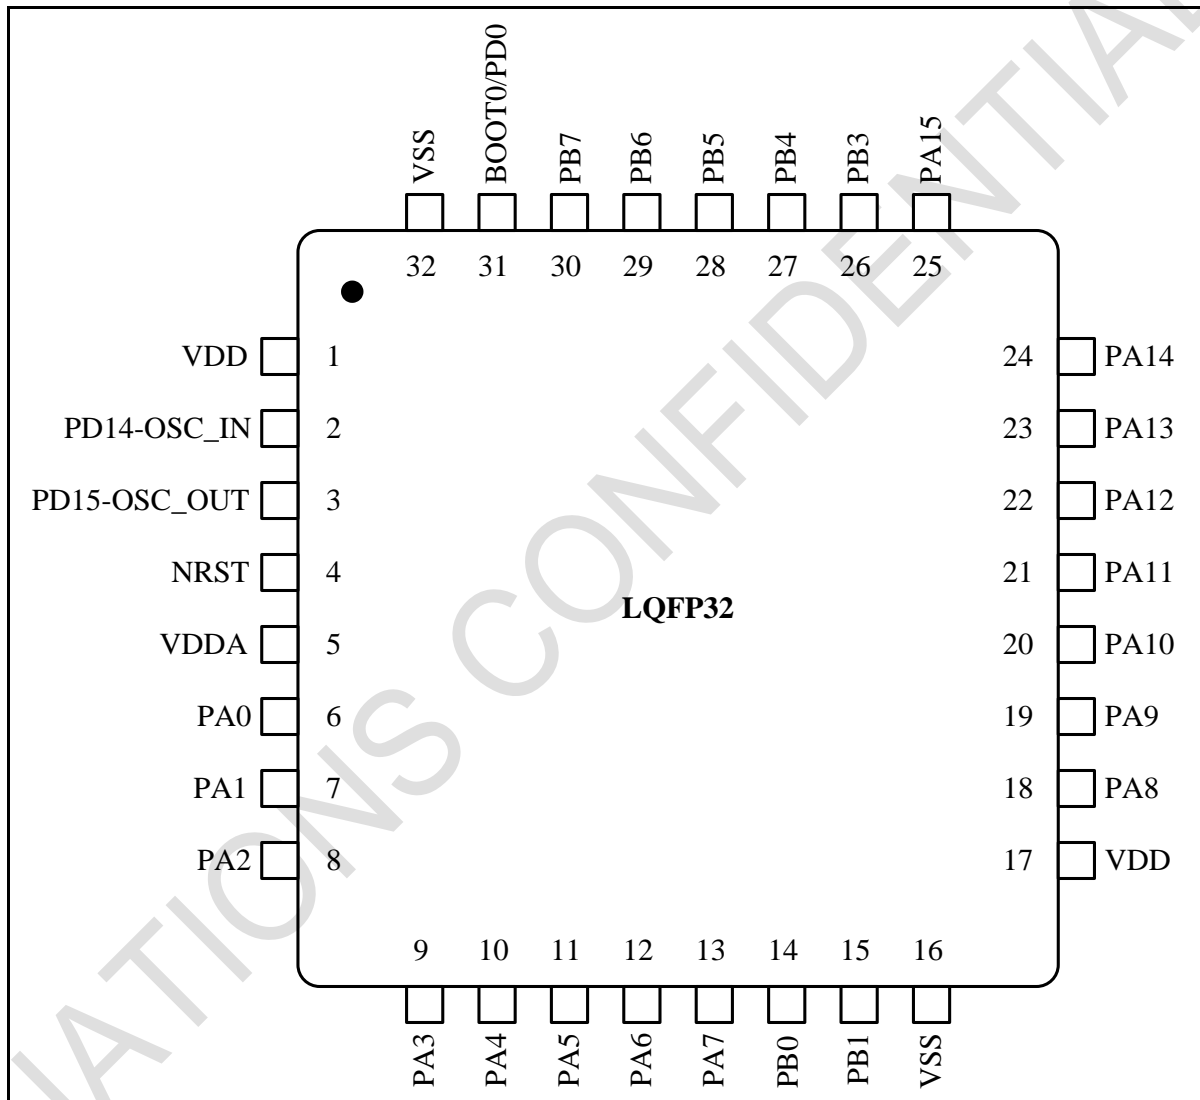 VSS
BOOT0/PD0
PB7
PB6
PB5
PB4
PB3
PA15
32 31 30 29 28 27 26 25
VDD 1 24 PA14
PD14-OSC_IN 2 23 PA13
PD15-OSC_OUT 3 22 PA12
NRST 4 21 PA11
LQFP32
VDDA 5 20 PA10
PA0 6 19 PA9
PA1 7 18 PA8
PA2 8 17 VDD
9 10 11 12 13 14 15 16
PA3
PA4
PA5
PA6
PA7
PB0
PB1
VSS
CONFIDENTIAL